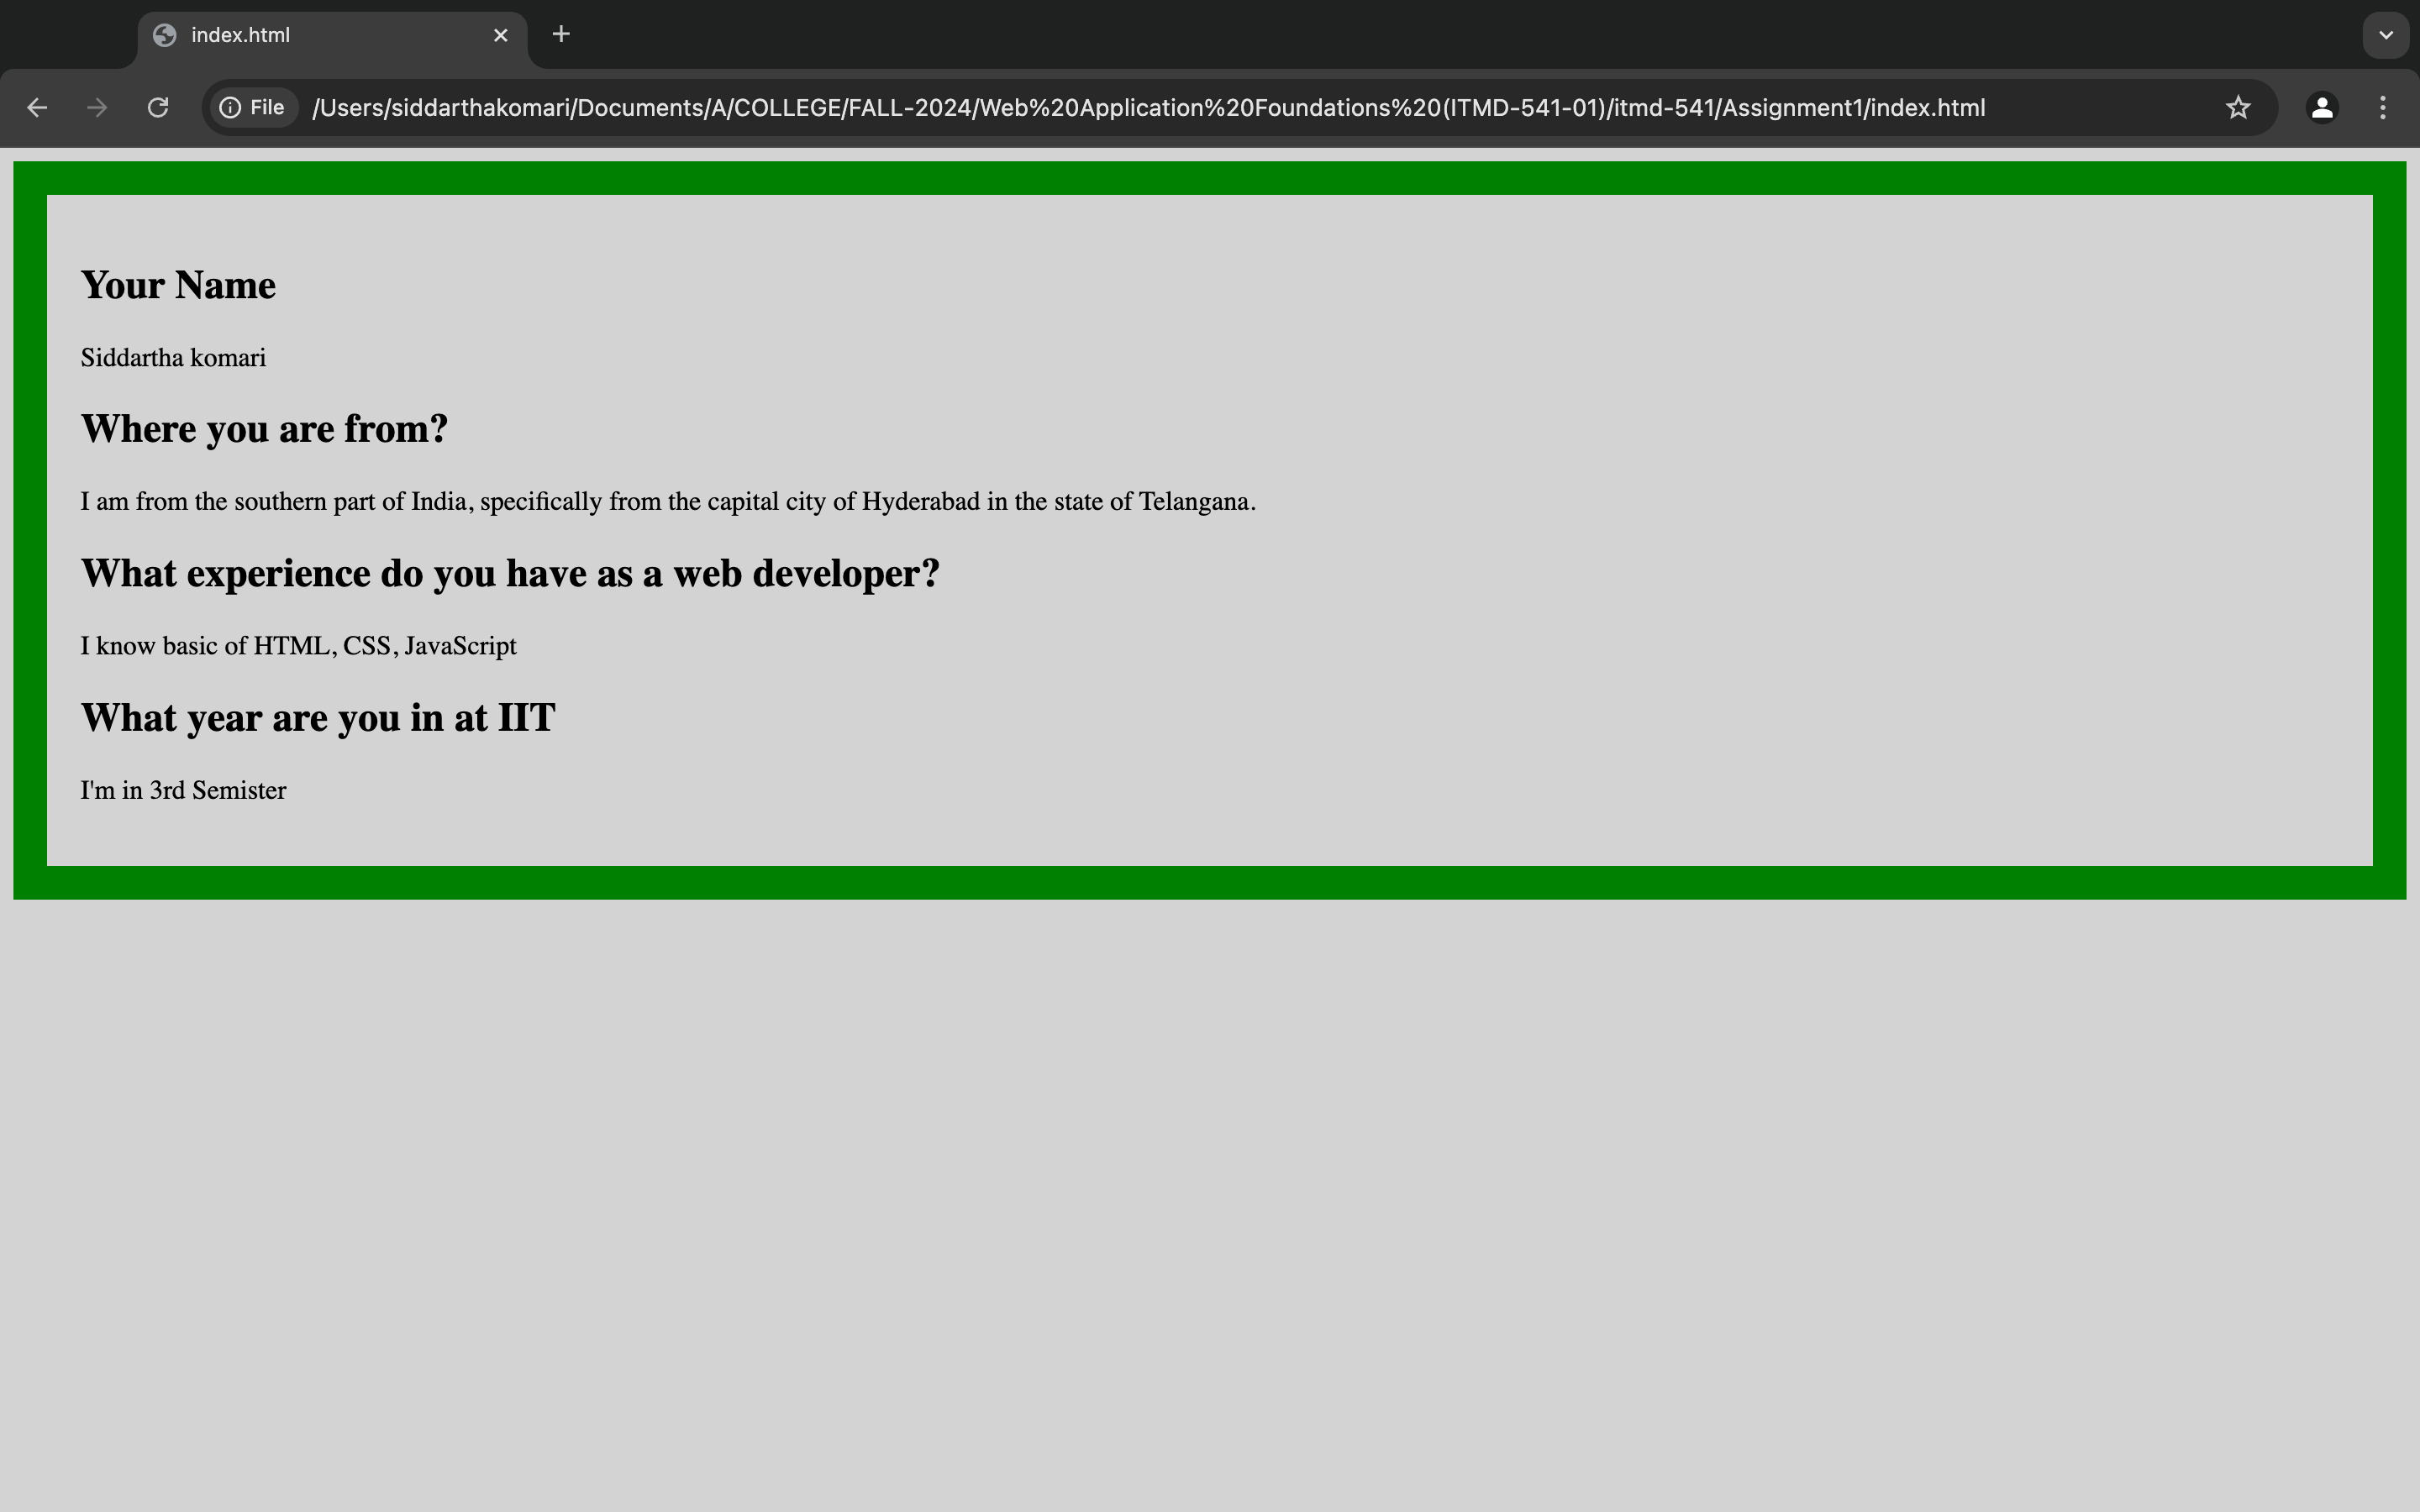 index.html
File /Users/siddarthakomari/Documents/A/COLLEGE/FALL-2024/Web%20Application%20Foundations%20(ITMD-541-01)/itmd-541/Assignment1/index.html
Your Name
Siddartha komari
Where you are from?
I am from the southern part of India, specifically from the capital city of Hyderabad in the state of Telangana.
What experience do you have as a web developer?
I know basic of HTML, CSS, JavaScript
What year are you in at IIT
I'm in 3rd Semister